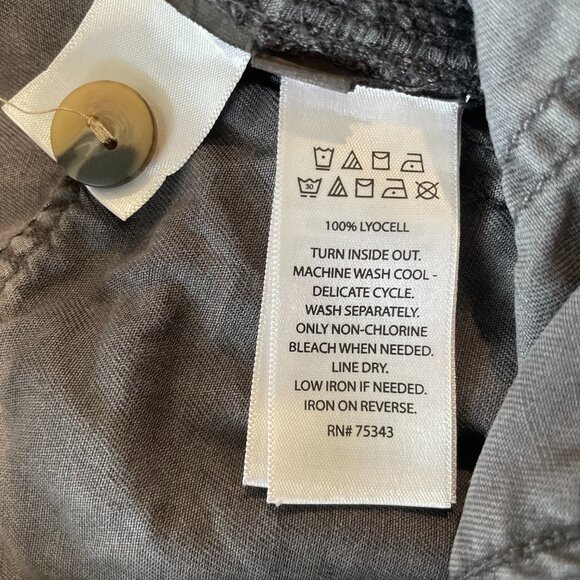 30
100% LYOCELL
TURN INSIDE OUT.
MACHINE WASH COOL -
DELICATE CYCLE.
WASH SEPARATELY.
ONLY NON-CHLORINE
BLEACH WHEN NEEDED.
LINE DRY.
LOW IRON IF NEEDED.
IRON ON REVERSE.
RN# 75343